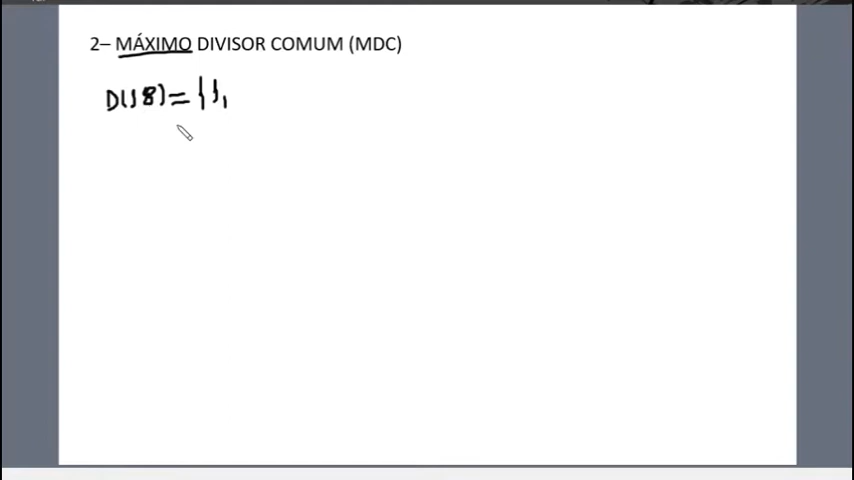 2– MÁXIMO DIVISOR COMUM (MDC)
D(18)={1,